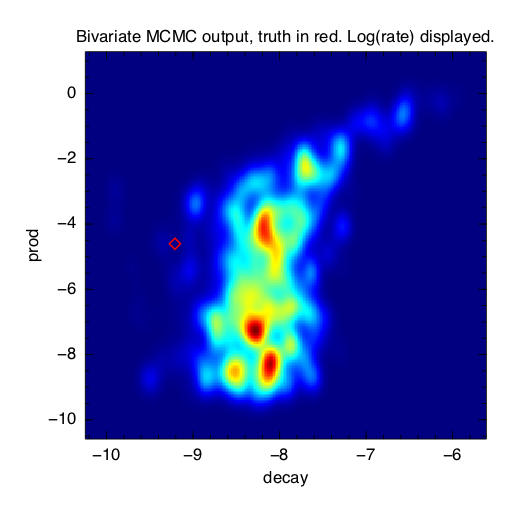 Bivariate MCMC output, truth in red. Log(rate) displayed.
0
−2
−4
prod
−6
−8
−10
−10 −9 −8 −7 −6
decay